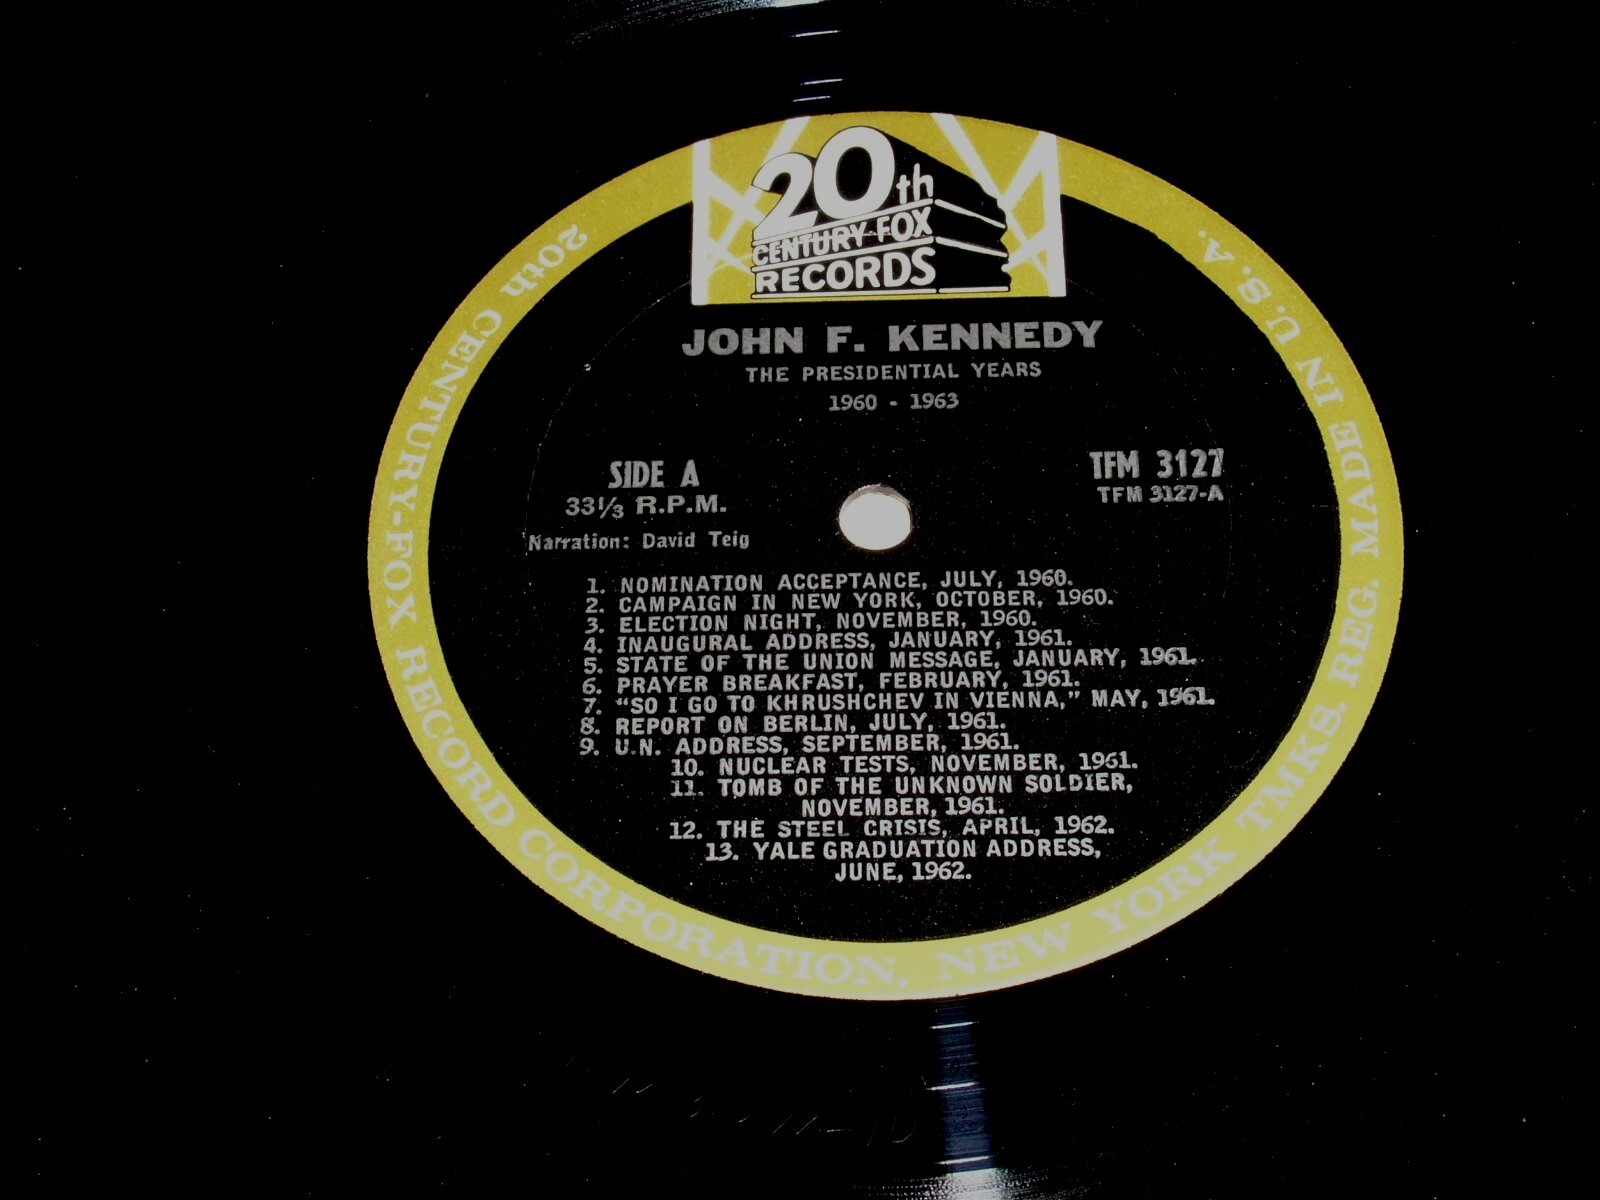 20th
CENTURY-FOX
RECORDS
JOHN F. KENNEDY
THE PRESIDENTIAL YEARS
1960 - 1963
SIDE A
33 1/3 R.P.M.
Narration: David Teig
TFM 3127
TFM 3127-A
1. NOMINATION ACCEPTANCE, JULY, 1960.
2. CAMPAIGN IN NEW YORK, OCTOBER, 1960.
3. ELECTION NIGHT, NOVEMBER, 1960.
4. INAUGURAL ADDRESS, JANUARY, 1961.
5. STATE OF THE UNION MESSAGE, JANUARY, 1961.
6. PRAYER BREAKFAST, FEBRUARY, 1961.
7. "SO I GO TO KHRUSHCHEV IN VIENNA," MAY, 1961.
8. REPORT ON BERLIN, JULY, 1961.
9. U.N. ADDRESS, SEPTEMBER, 1961.
10. NUCLEAR TESTS, NOVEMBER, 1961.
11. TOMB OF THE UNKNOWN SOLDIER,
NOVEMBER, 1961.
12. THE STEEL CRISIS, APRIL, 1962.
13. YALE GRADUATION ADDRESS,
JUNE, 1962.
20th CENTURY-FOX RECORD CORPORATION, NEW YORK TMKS. REG. MADE IN U.S.A.